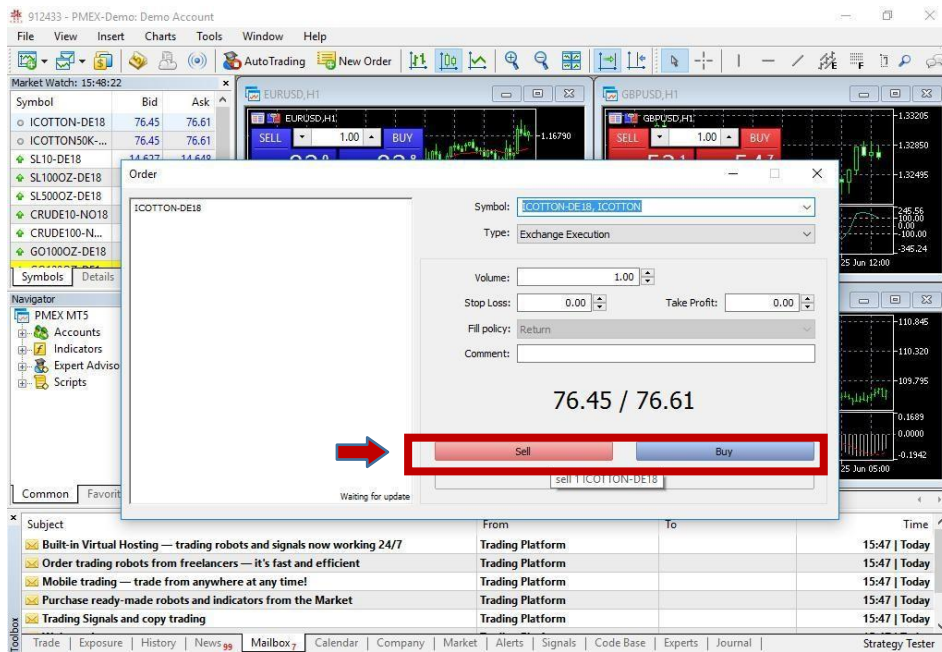 912433 - PMEX-Demo: Demo Account
File View Insert Charts Tools Window Help
AutoTrading New Order
Market Watch: 15:48:22
Symbol Bid Ask
ICOTTON-DE18 76.45 76.61
ICOTTON50K-... 76.45 76.61
SL10-DE18 14.627 14.648
SL100OZ-DE18
SL500OZ-DE18
CRUDE10-NO18
CRUDE100-N...
GO100OZ-DE18
Symbols Details
Navigator
PMEX MT5
Accounts
Indicators
Expert Adviso
Scripts
Common Favorit
EURUSD,H1
EURUSD,H1
SELL 1.00 BUY
1.16790
GBPUSD,H1
GBPUSD,H1
SELL 1.00 BUY
1.33205
1.32850
1.32495
245.56
100.00
0.00
-100.00
-345.24
25 Jun 12:00
110.845
110.320
109.795
0.1689
0.0000
-0.1942
25 Jun 05:00
Order
ICOTTON-DE18
Waiting for update
Symbol: ICOTTON-DE18, ICOTTON
Type: Exchange Execution
Volume: 1.00
Stop Loss: 0.00 Take Profit: 0.00
Fill policy: Return
Comment:
76.45 / 76.61
Sell Buy
sell 1 ICOTTON-DE18
Subject From To Time
Built-in Virtual Hosting — trading robots and signals now working 24/7 Trading Platform 15:47 | Today
Order trading robots from freelancers — it's fast and efficient Trading Platform 15:47 | Today
Mobile trading — trade from anywhere at any time! Trading Platform 15:47 | Today
Purchase ready-made robots and indicators from the Market Trading Platform 15:47 | Today
Trading Signals and copy trading Trading Platform 15:47 | Today
Toolbox
Trade Exposure History News 99 Mailbox 7 Calendar Company Market Alerts Signals Code Base Experts Journal Strategy Tester